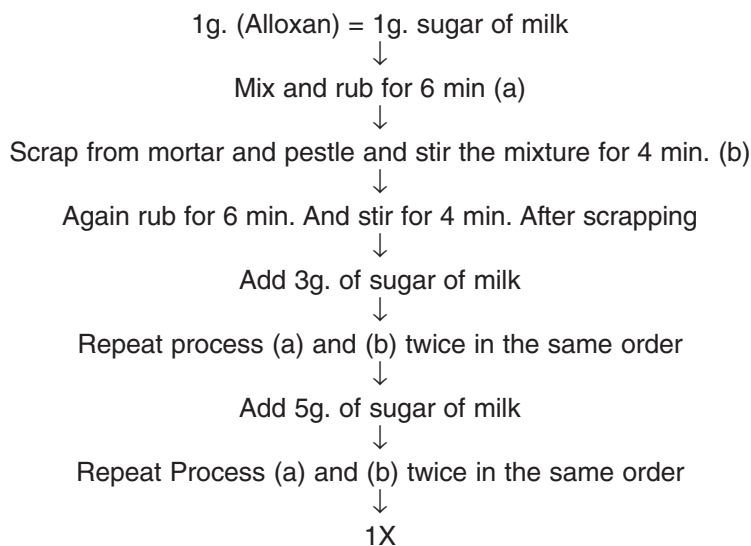 1g. (Alloxan) = 1g. sugar of milk
↓
Mix and rub for 6 min (a)
↓
Scrap from mortar and pestle and stir the mixture for 4 min. (b)
↓
Again rub for 6 min. And stir for 4 min. After scrapping
↓
Add 3g. of sugar of milk
↓
Repeat process (a) and (b) twice in the same order
↓
Add 5g. of sugar of milk
↓
Repeat Process (a) and (b) twice in the same order
↓
1X